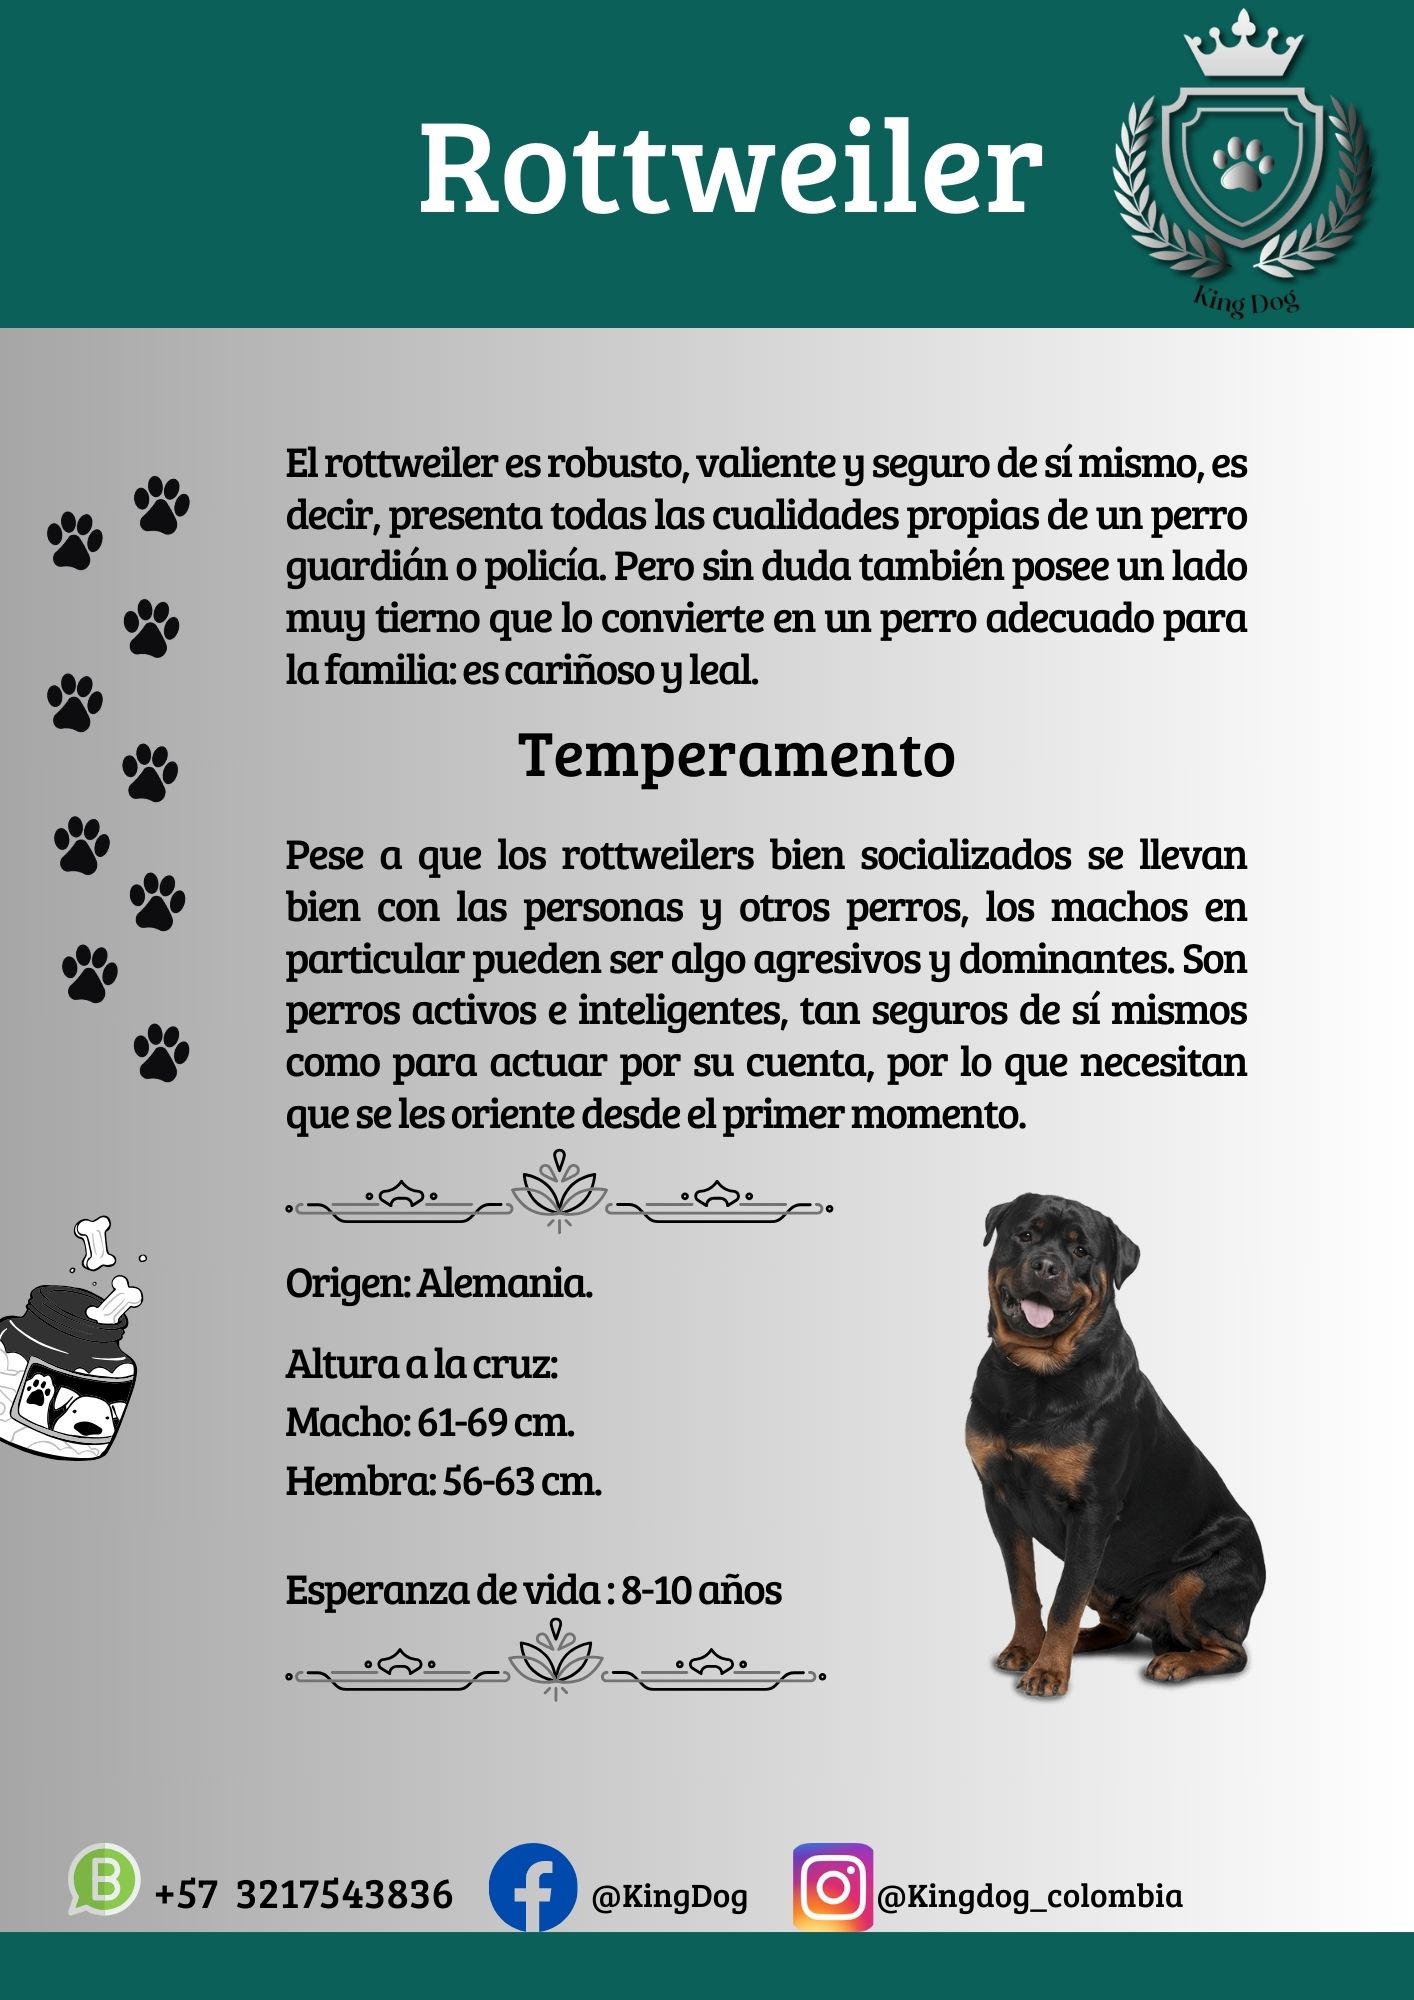 Rottweiler
King Dog
El rottweiler es robusto, valiente y seguro de sí mismo, es
decir, presenta todas las cualidades propias de un perro
guardián o policía. Pero sin duda también posee un lado
muy tierno que lo convierte en un perro adecuado para
la familia: es cariñoso y leal.
Temperamento
Pese a que los rottweilers bien socializados se llevan
bien con las personas y otros perros, los machos en
particular pueden ser algo agresivos y dominantes. Son
perros activos e inteligentes, tan seguros de sí mismos
como para actuar por su cuenta, por lo que necesitan
que se les oriente desde el primer momento.
Origen: Alemania.
Altura a la cruz:
Macho: 61-69 cm.
Hembra: 56-63 cm.
Esperanza de vida : 8-10 años
B +57 3217543836 @KingDog @Kingdog_colombia